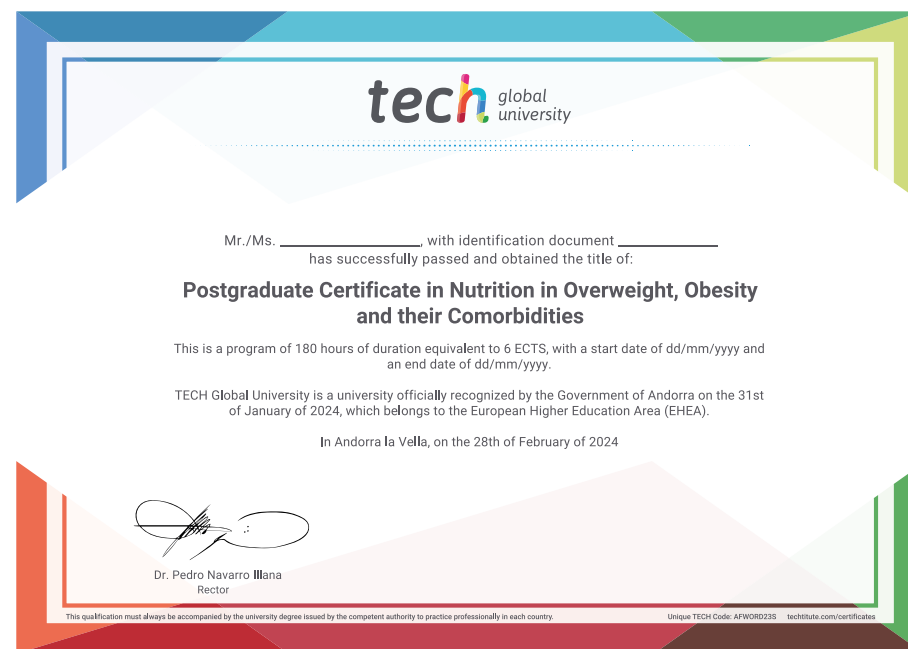 tech global
university
Mr./Ms. ____________________, with identification document ______________
has successfully passed and obtained the title of:
Postgraduate Certificate in Nutrition in Overweight, Obesity
and their Comorbidities
This is a program of 180 hours of duration equivalent to 6 ECTS, with a start date of dd/mm/yyyy and
an end date of dd/mm/yyyy.
TECH Global University is a university officially recognized by the Government of Andorra on the 31st
of January of 2024, which belongs to the European Higher Education Area (EHEA).
In Andorra la Vella, on the 28th of February of 2024
Dr. Pedro Navarro Illana
Rector
This qualification must always be accompanied by the university degree issued by the competent authority to practice professionally in each country. Unique TECH Code: AFWORD23S techtitute.com/certificates